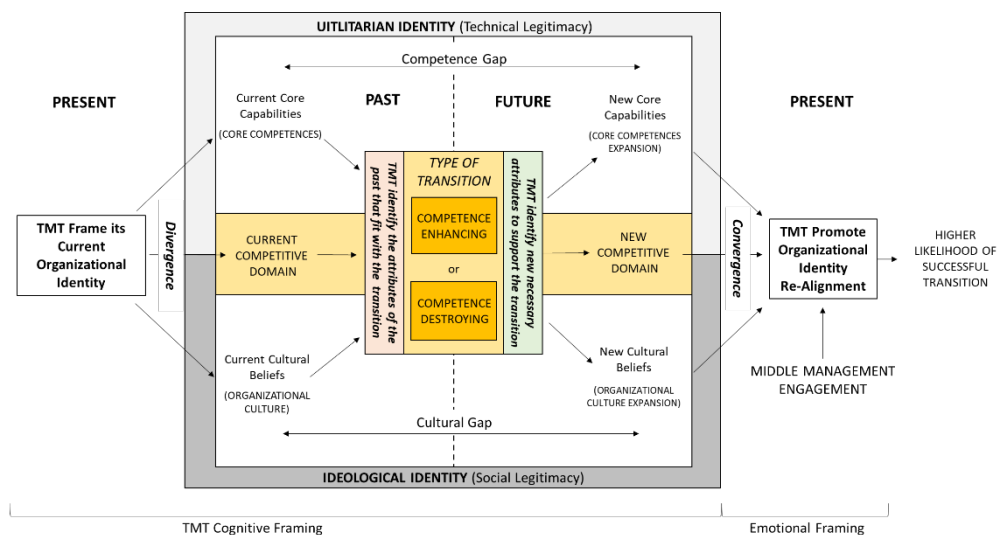 UITLITARIAN IDENTITY (Technical Legitimacy)
Competence Gap
PRESENT
PAST
FUTURE
PRESENT
Current Core
Capabilities
(CORE COMPETENCES)
New Core
Capabilities
(CORE COMPETENCES
EXPANSION)
TMT Frame its
Current
Organizational
Identity
Divergence
CURRENT
COMPETITIVE
DOMAIN
TMT identify the attributes of the
past that fit with the transition
TYPE OF
TRANSITION
COMPETENCE
ENHANCING
or
COMPETENCE
DESTROYING
TMT identify new necessary
attributes to support the transition
NEW
COMPETITIVE
DOMAIN
Convergence
TMT Promote
Organizational
Identity
Re-Alignment
HIGHER
LIKELIHOOD OF
SUCCESSFUL
TRANSITION
Current Cultural
Beliefs
(ORGANIZATIONAL
CULTURE)
New Cultural
Beliefs
(ORGANIZATIONAL
CULTURE EXPANSION)
MIDDLE MANAGEMENT
ENGAGEMENT
Cultural Gap
IDEOLOGICAL IDENTITY (Social Legitimacy)
TMT Cognitive Framing
Emotional Framing